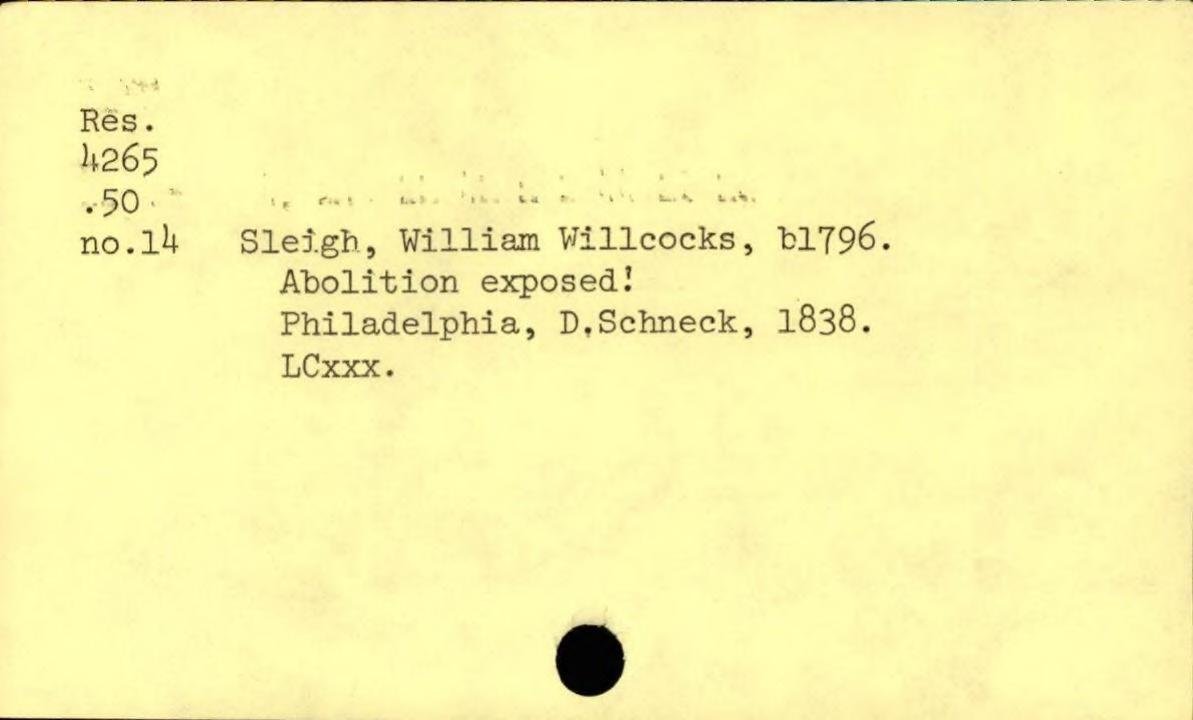 Res.
4265
.50
no.14 Sleigh, William Willcocks, b1796.
Abolition exposed!
Philadelphia, D.Schneck, 1838.
LCxxx.